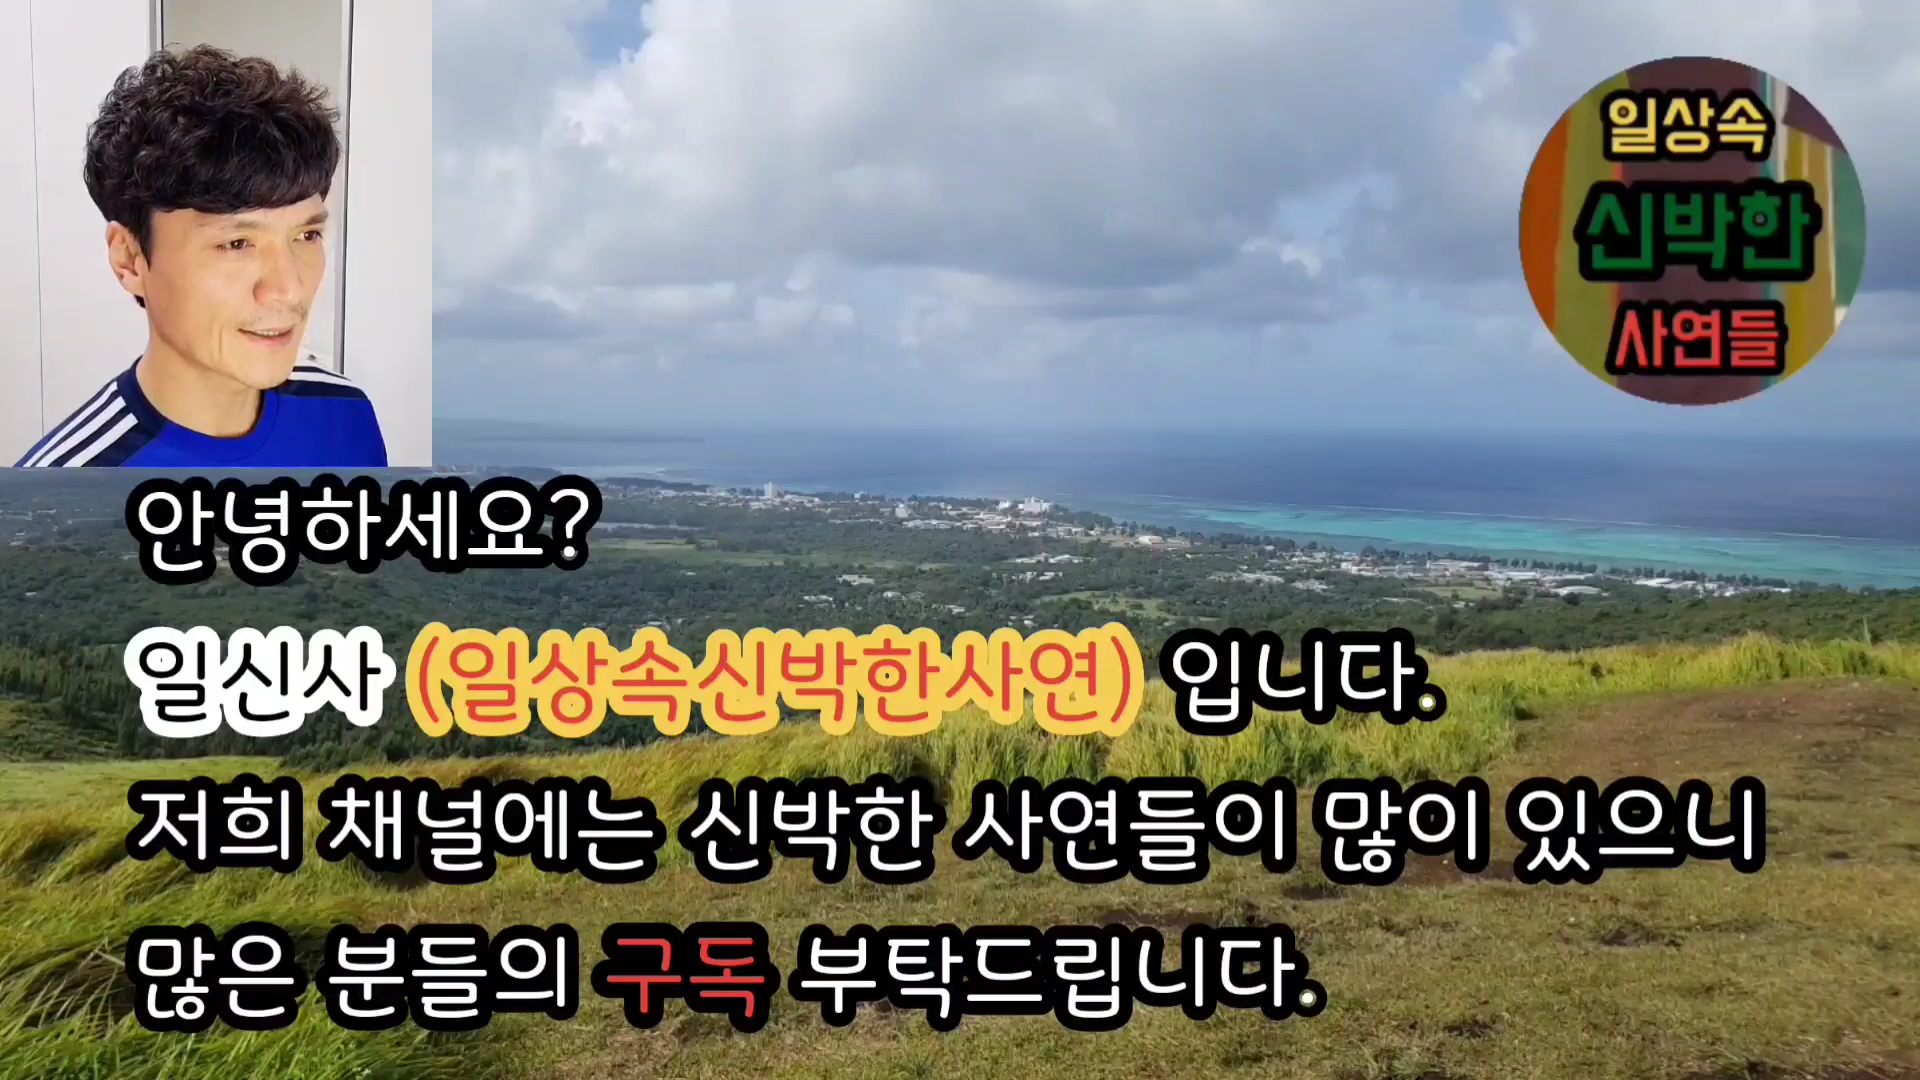 일상속
신박한
사연들
안녕하세요?
일신사 (일상속신박한사연) 입니다.
저희 채널에는 신박한 사연들이 많이 있으니
많은 분들의 구독 부탁드립니다.